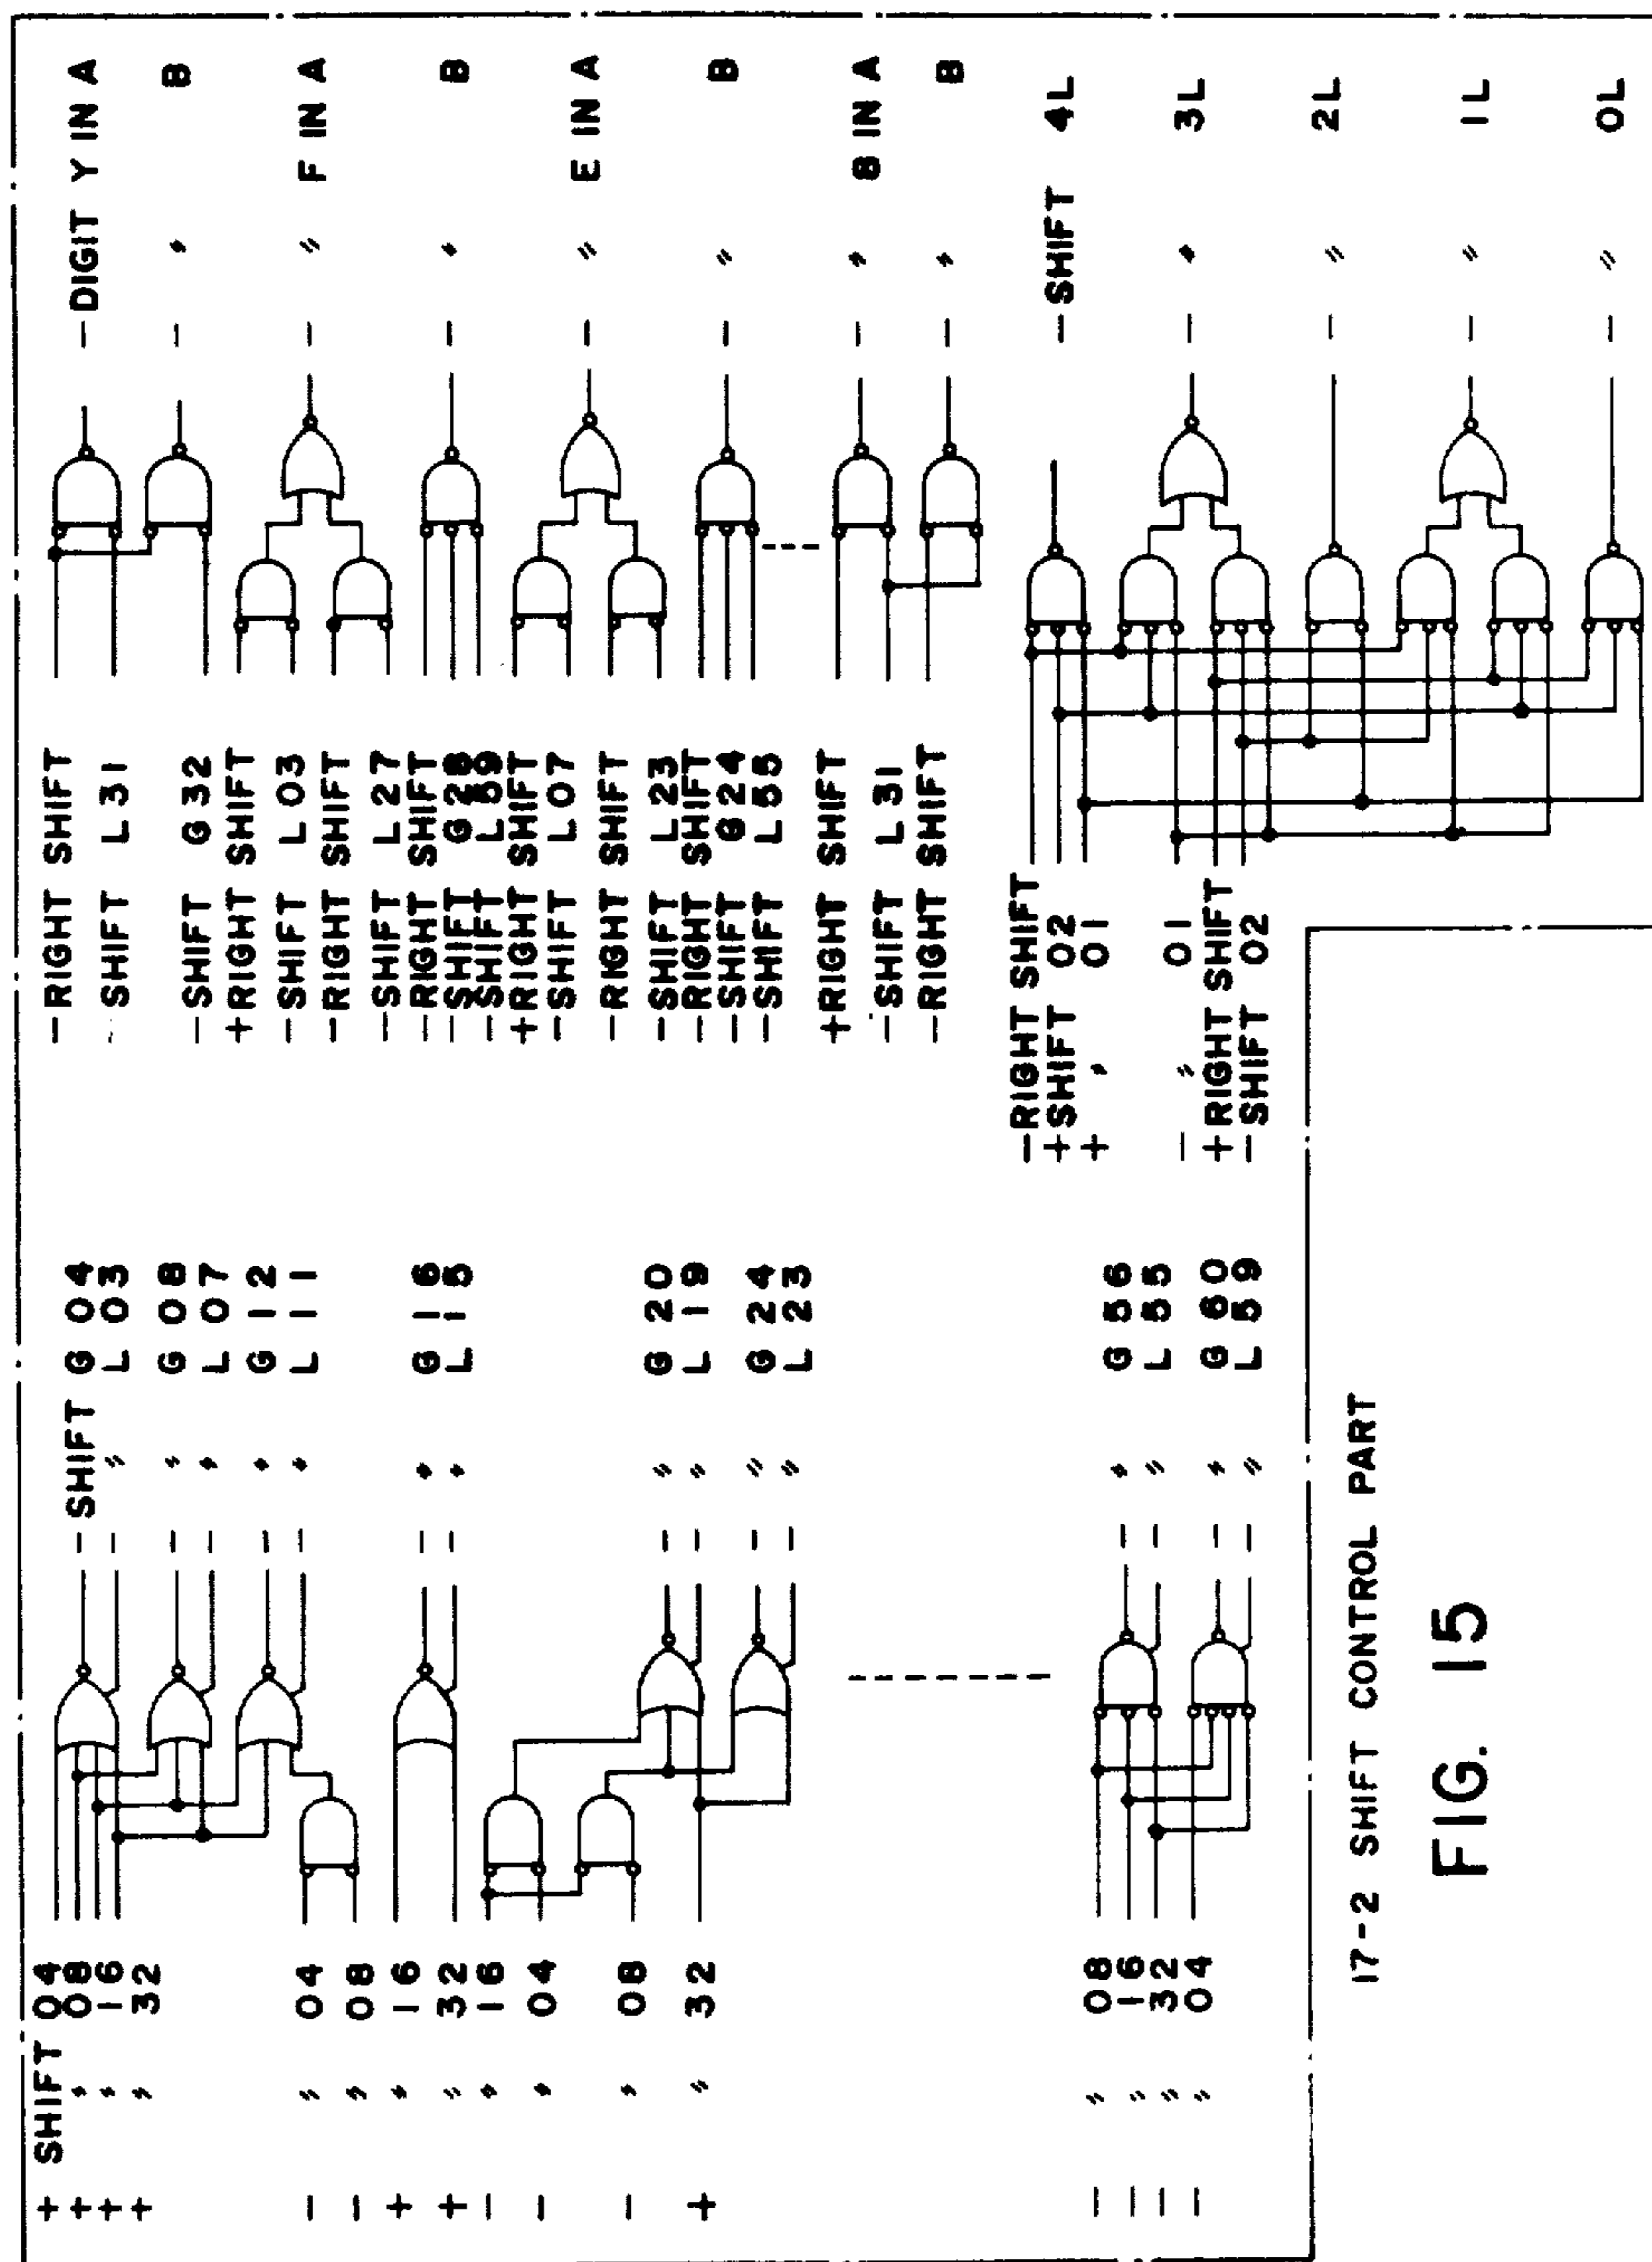 + SHIFT 04
+ 〃 08
+ 〃 16
+ 〃 32
- 〃 04
- 〃 08
+ 〃 16
+ 〃 32
- 〃 16
- 〃 04
- 〃 08
+ 〃 32
- 〃 08
- 〃 16
- 〃 32
- 〃 04
- SHIFT G 04
- 〃 L 03
- 〃 G 08
- 〃 L 07
- 〃 G 12
- 〃 L 11
- 〃 G 16
- 〃 L 15
- 〃 G 20
- 〃 L 19
- 〃 G 24
- 〃 L 23
- 〃 G 56
- 〃 L 55
- 〃 G 60
- 〃 L 59
-RIGHT SHIFT
-SHIFT L 31
-SHIFT G 32
+RIGHT SHIFT
-SHIFT L 03
-RIGHT SHIFT
-SHIFT L 27
-RIGHT SHIFT
-SHIFT G 28
-SHIFT L 59
+RIGHT SHIFT
-SHIFT L 07
-RIGHT SHIFT
-SHIFT L 23
-RIGHT SHIFT
-SHIFT G 24
-SHIFT L 55
+RIGHT SHIFT
-SHIFT L 31
-RIGHT SHIFT
-DIGIT Y IN A
- 〃 B
- 〃 F IN A
- 〃 B
- 〃 E IN A
- 〃 B
- 〃 8 IN A
- 〃 B
-RIGHT SHIFT
+SHIFT 02
+ 〃 01
- 〃 01
+RIGHT SHIFT
-SHIFT 02
-SHIFT 4L
- 〃 3L
- 〃 2L
- 〃 1L
- 〃 0L
17-2 SHIFT CONTROL PART
FIG. 15